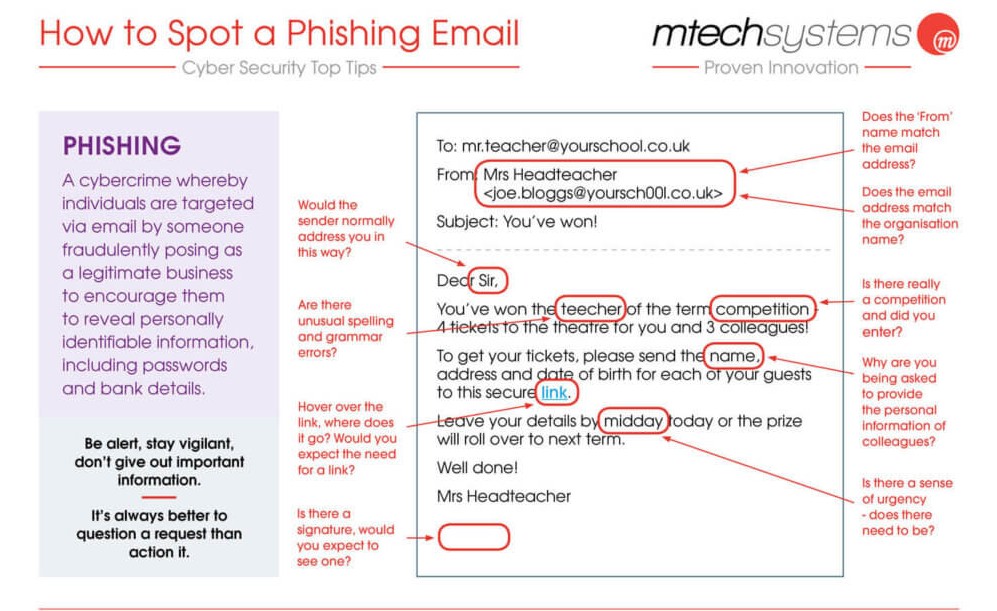 How to Spot a Phishing Email
Cyber Security Top Tips
mtechsystems
m
Proven Innovation
PHISHING
A cybercrime whereby
individuals are targeted
via email by someone
fraudulently posing as
a legitimate business
to encourage them
to reveal personally
identifiable information,
including passwords
and bank details.
Be alert, stay vigilant,
don't give out important
information.
It's always better to
question a request than
action it.
Would the
sender normally
address you in
this way?
Are there
unusual spelling
and grammar
errors?
Hover over the
link, where does
it go? Would you
expect the need
for a link?
Is there a
signature, would
you expect to
see one?
To: mr.teacher@yourschool.co.uk
From: Mrs Headteacher
<joe.bloggs@yoursch00l.co.uk>
Subject: You've won!
Dear Sir,
You've won the teecher of the term competition
4 tickets to the theatre for you and 3 colleagues!
To get your tickets, please send the name,
address and date of birth for each of your guests
to this secure link.
Leave your details by midday today or the prize
will roll over to next term.
Well done!
Mrs Headteacher
Does the 'From'
name match
the email
address?
Does the email
address match
the organisation
name?
Is there really
a competition
and did you
enter?
Why are you
being asked
to provide
the personal
information of
colleagues?
Is there a sense
of urgency
- does there
need to be?